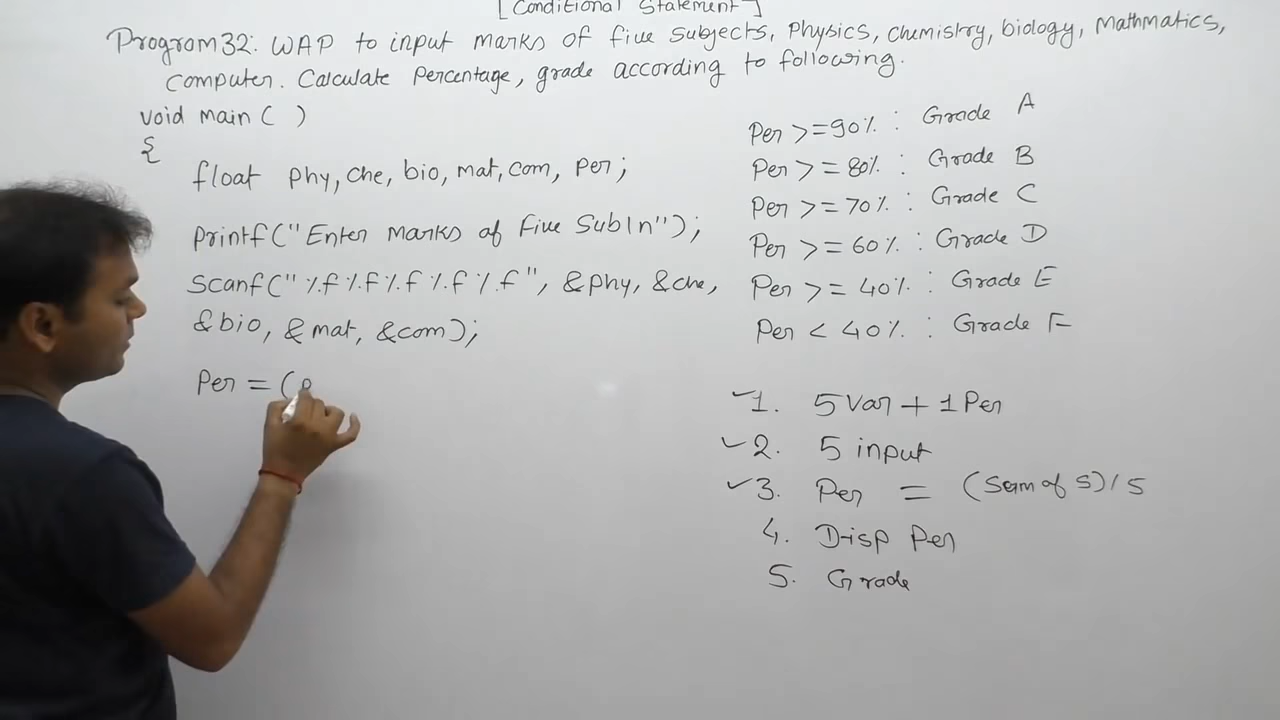 [Conditional Statement]
Program 32: WAP to input marks of five subjects, Physics, Chemistry, biology, Mathmatics,
computer. Calculate Percentage, grade according to following.
void main ( )
{
float phy, che, bio, mat, com, per;
printf("Enter marks of five Sub\n");
scanf("%f%f%f%f%f", &phy, &che,
&bio, &mat, &com);
Per = (P
Per >=90% : Grade A
Per >= 80% : Grade B
Per >= 70% : Grade C
Per >= 60% : Grade D
Per >= 40% : Grade E
Per < 40% : Grade F
✓1. 5 Var + 1 Per
✓2. 5 input
✓3. Per = (Sum of 5)/5
4. Disp Per
5. Grade